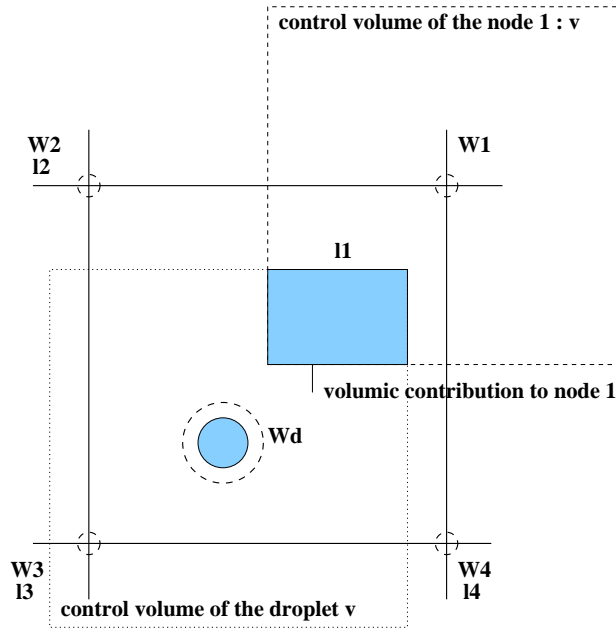 control volume of the node 1 : v
W2
l2
W1
l1
volumic contribution to node 1
Wd
W3
l3
W4
l4
control volume of the droplet v